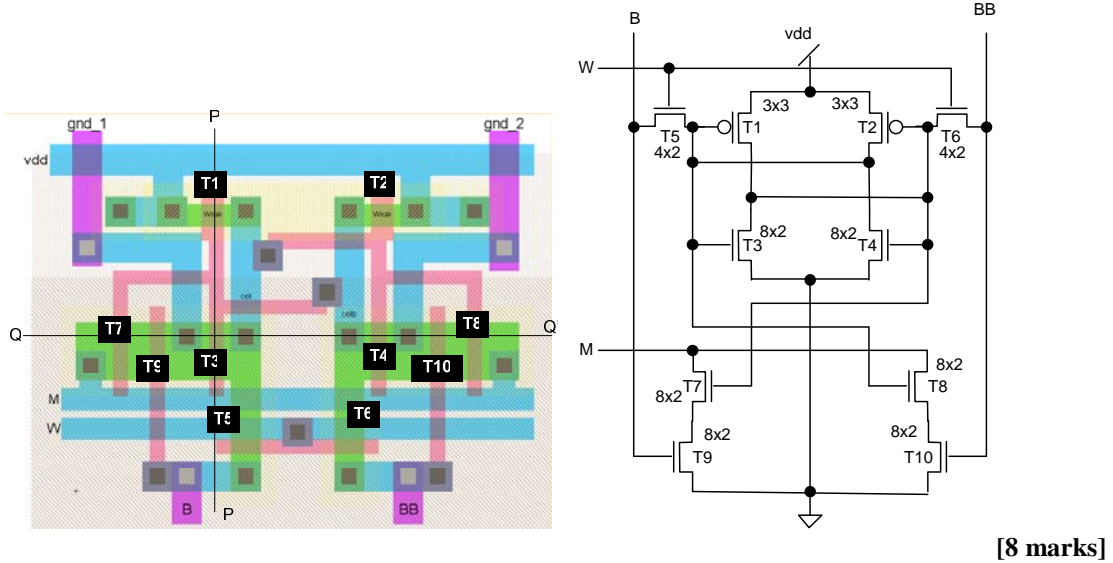 P
gnd_1
gnd_2
vdd
T1
T2
Weak
Weak
cell
cellb
T7
T8
Q
Q
T9
T3
T4
T10
M
T5
T6
W
B
P
BB
B
BB
vdd
W
3x3
3x3
T5
T1
T2
T6
4x2
4x2
8x2
8x2
T3
T4
M
8x2
T7
T8
8x2
8x2
8x2
T9
T10
[8 marks]